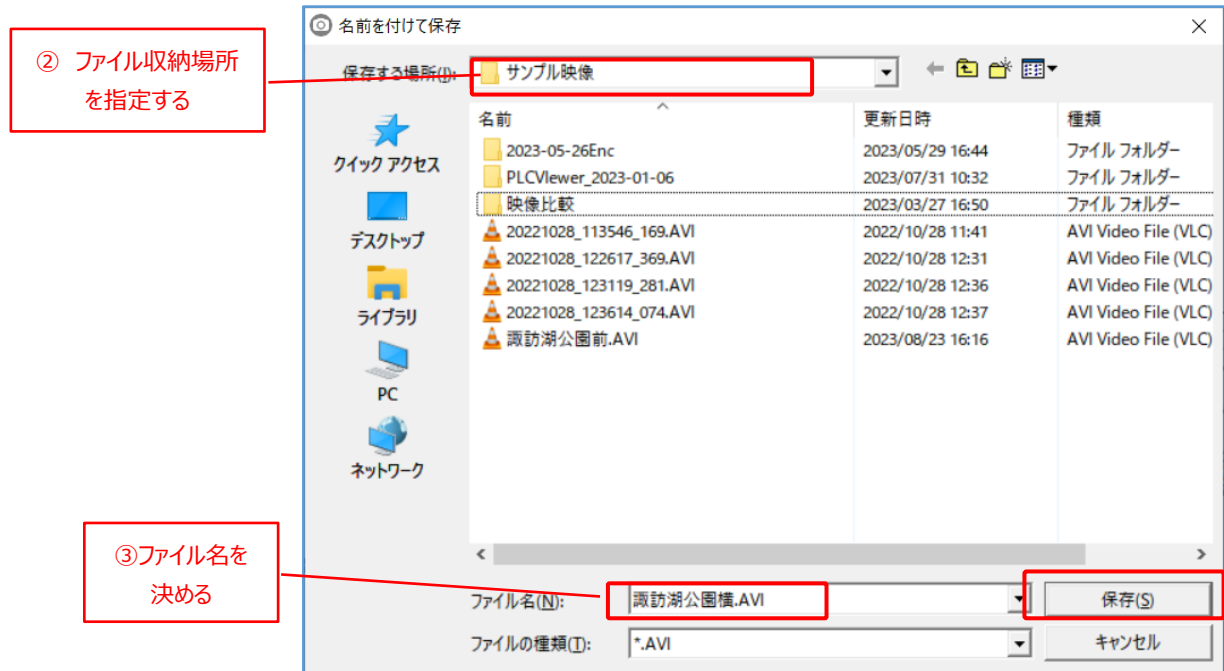 名前を付けて保存
② ファイル収納場所
を指定する
保存する場所(I):
サンプル映像
名前 更新日時 種類
2023-05-26Enc 2023/05/29 16:44 ファイル フォルダー
PLCVIewer_2023-01-06 2023/07/31 10:32 ファイル フォルダー
映像比較 2023/03/27 16:50 ファイル フォルダー
20221028_113546_169.AVI 2022/10/28 11:41 AVI Video File (VLC)
20221028_122617_369.AVI 2022/10/28 12:31 AVI Video File (VLC)
20221028_123119_281.AVI 2022/10/28 12:36 AVI Video File (VLC)
20221028_123614_074.AVI 2022/10/28 12:37 AVI Video File (VLC)
諏訪湖公園前.AVI 2023/08/23 16:16 AVI Video File (VLC)
クイック アクセス
デスクトップ
ライブラリ
PC
ネットワーク
③ファイル名を
決める
ファイル名(N): 諏訪湖公園横.AVI 保存(S)
ファイルの種類(T): *.AVI キャンセル